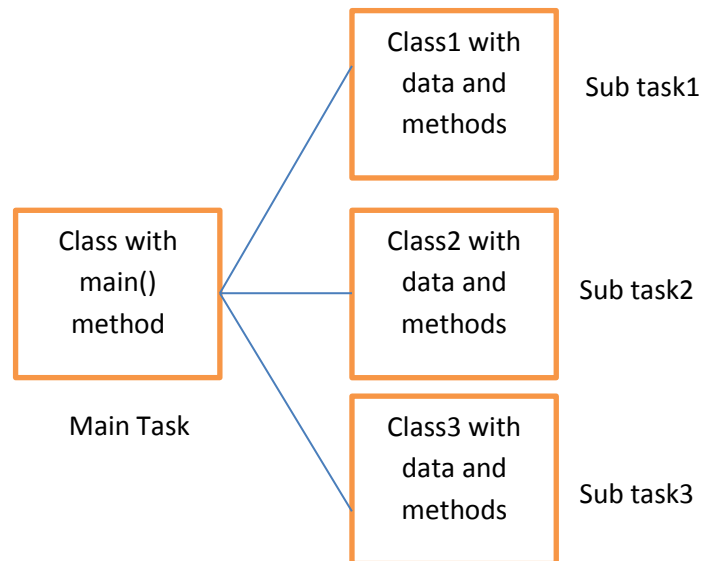 Class1 with
data and
methods
Sub task1
Class with
main()
method
Main Task
Class2 with
data and
methods
Sub task2
Class3 with
data and
methods
Sub task3